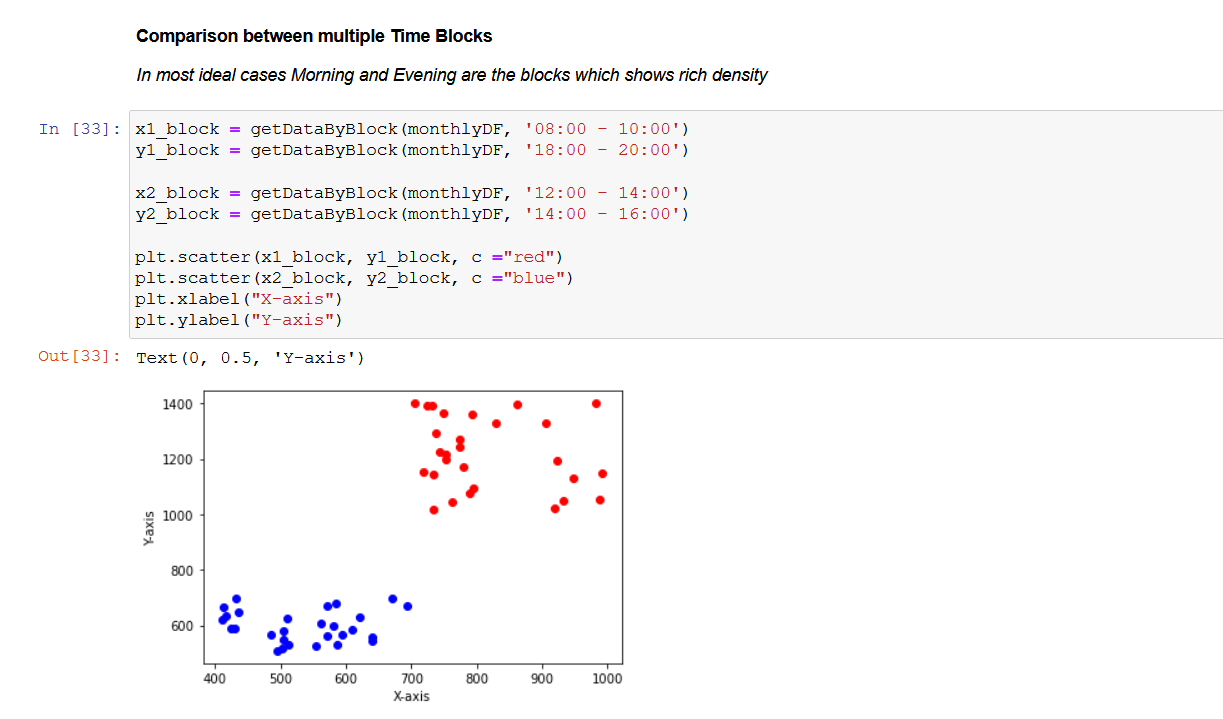 Comparison between multiple Time Blocks
In most ideal cases Morning and Evening are the blocks which shows rich density
In [33]: x1_block = getDataByBlock(monthlyDF, '08:00 - 10:00')
y1_block = getDataByBlock(monthlyDF, '18:00 - 20:00')
x2_block = getDataByBlock(monthlyDF, '12:00 - 14:00')
y2_block = getDataByBlock(monthlyDF, '14:00 - 16:00')
plt.scatter(x1_block, y1_block, c ="red")
plt.scatter(x2_block, y2_block, c ="blue")
plt.xlabel("X-axis")
plt.ylabel("Y-axis")
Out[33]: Text(0, 0.5, 'Y-axis')
1400
1200
1000
800
600
Y-axis
400 500 600 700 800 900 1000
X-axis